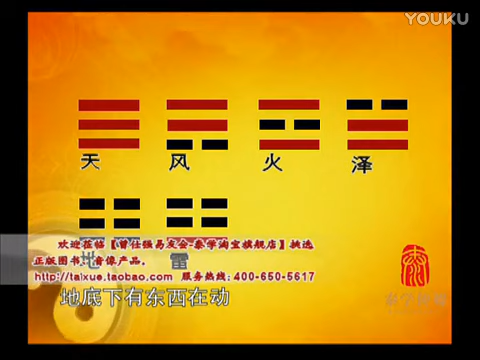 YOUKU
天 风 火 泽
地 雷
欢迎莅临【曾仕强易友会-泰学淘宝旗舰店】挑选
正版图书、音像产品。
http://taixue.taobao.com 服务热线:400-650-5617
地底下有东西在动